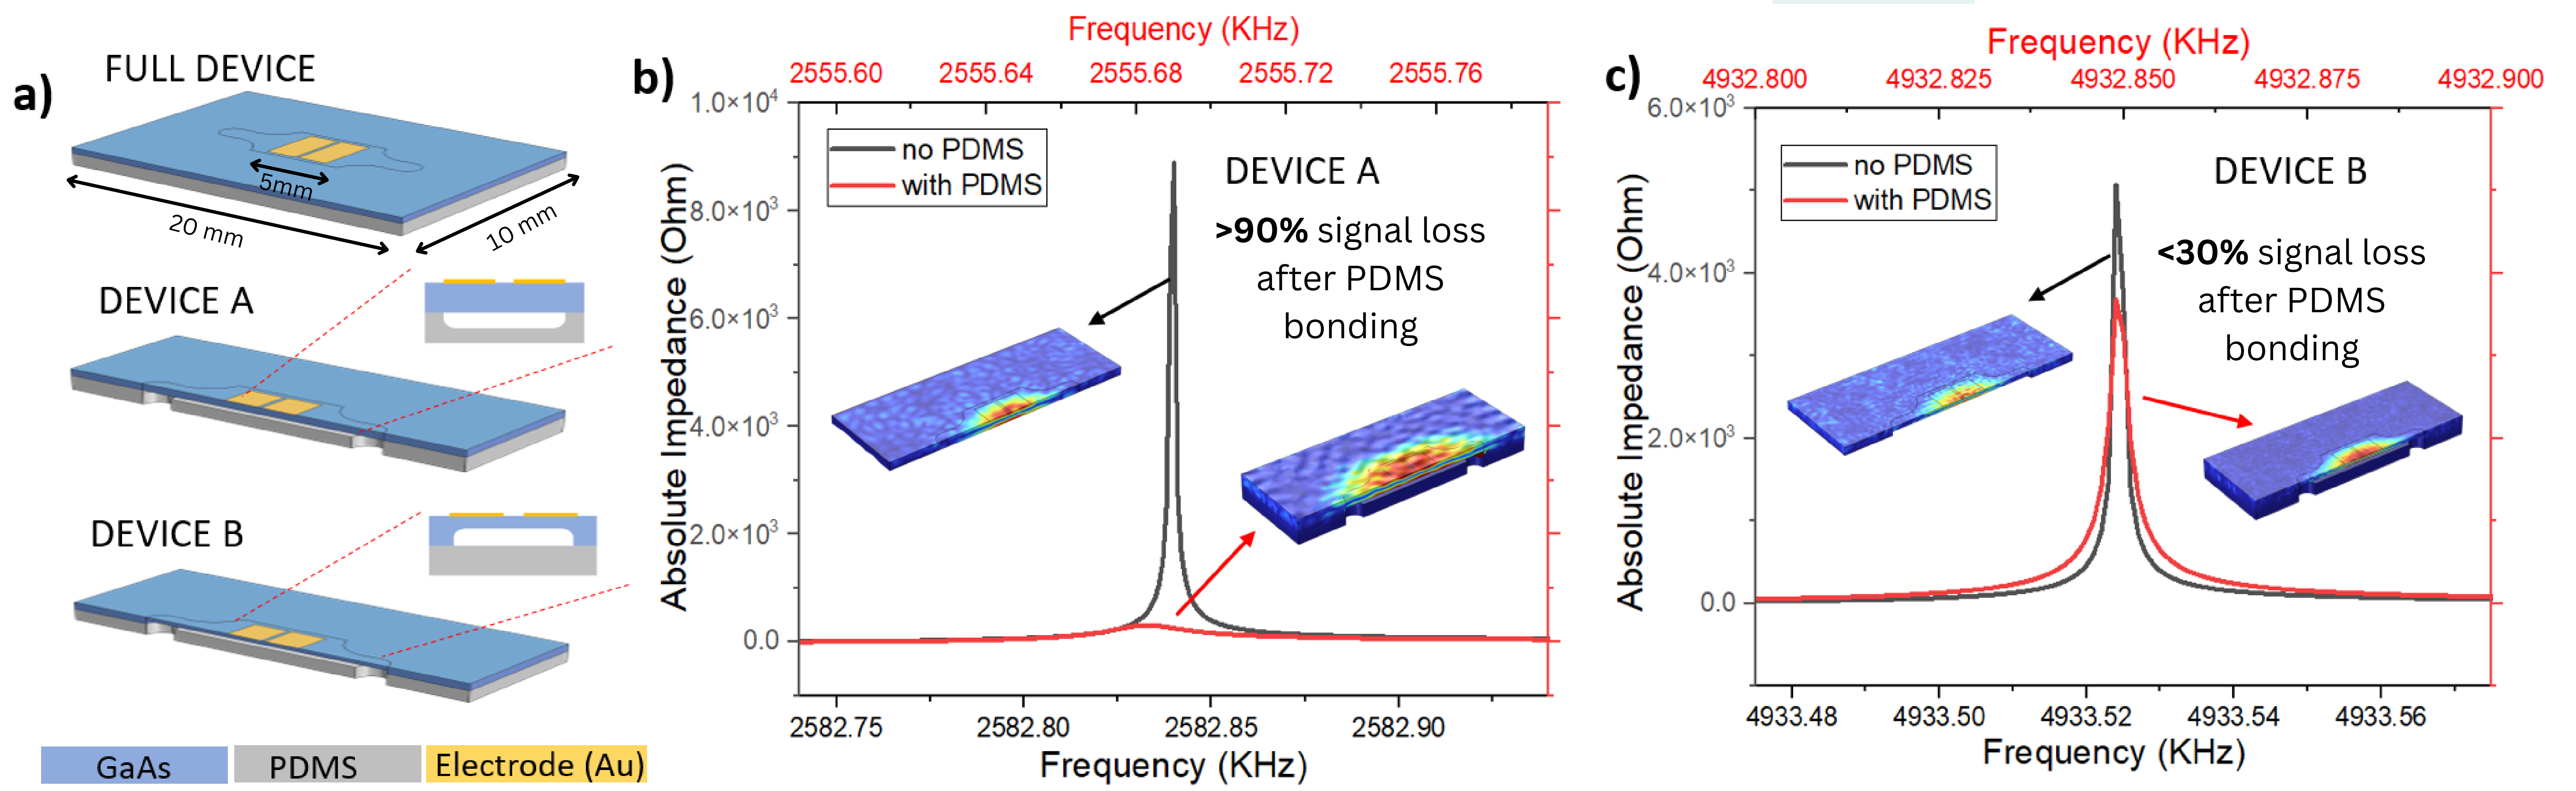 a)
FULL DEVICE
5mm
20 mm
10 mm
DEVICE A
DEVICE B
GaAs
PDMS
Electrode (Au)
b)
Frequency (KHz)
2555.60 2555.64 2555.68 2555.72 2555.76
1.0×10⁴
8.0×10³
6.0×10³
4.0×10³
2.0×10³
0.0
Absolute Impedance (Ohm)
no PDMS
with PDMS
DEVICE A
>90% signal loss
after PDMS
bonding
2582.75 2582.80 2582.85 2582.90
Frequency (KHz)
c)
Frequency (KHz)
4932.800 4932.825 4932.850 4932.875 4932.900
6.0×10³
4.0×10³
2.0×10³
0.0
Absolute Impedance (Ohm)
no PDMS
with PDMS
DEVICE B
<30% signal loss
after PDMS
bonding
4933.48 4933.50 4933.52 4933.54 4933.56
Frequency (KHz)